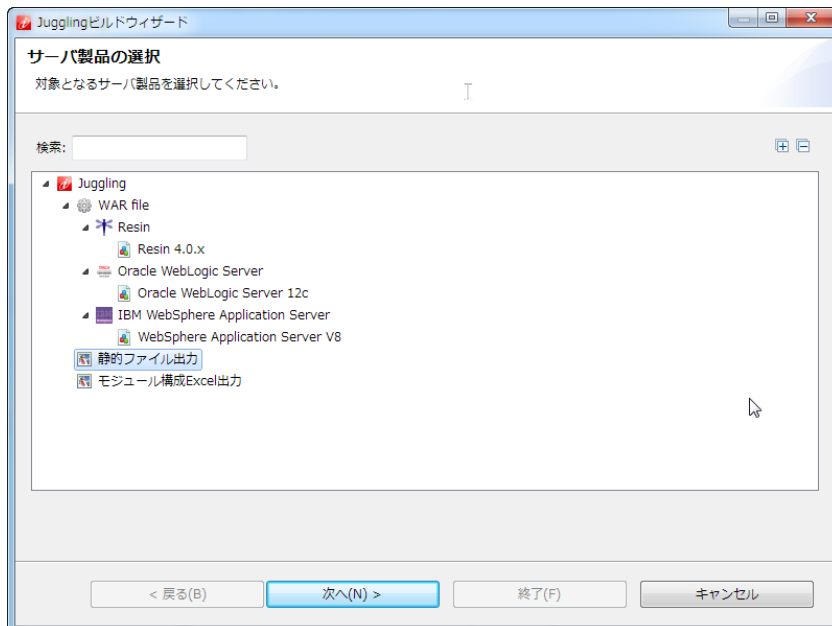 Jugglingビルドウィザード
サーバ製品の選択
対象となるサーバ製品を選択してください。
検索:
Juggling
WAR file
Resin
Resin 4.0.x
Oracle WebLogic Server
Oracle WebLogic Server 12c
IBM WebSphere Application Server
WebSphere Application Server V8
静的ファイル出力
モジュール構成Excel出力
< 戻る(B)
次へ(N) >
終了(F)
キャンセル